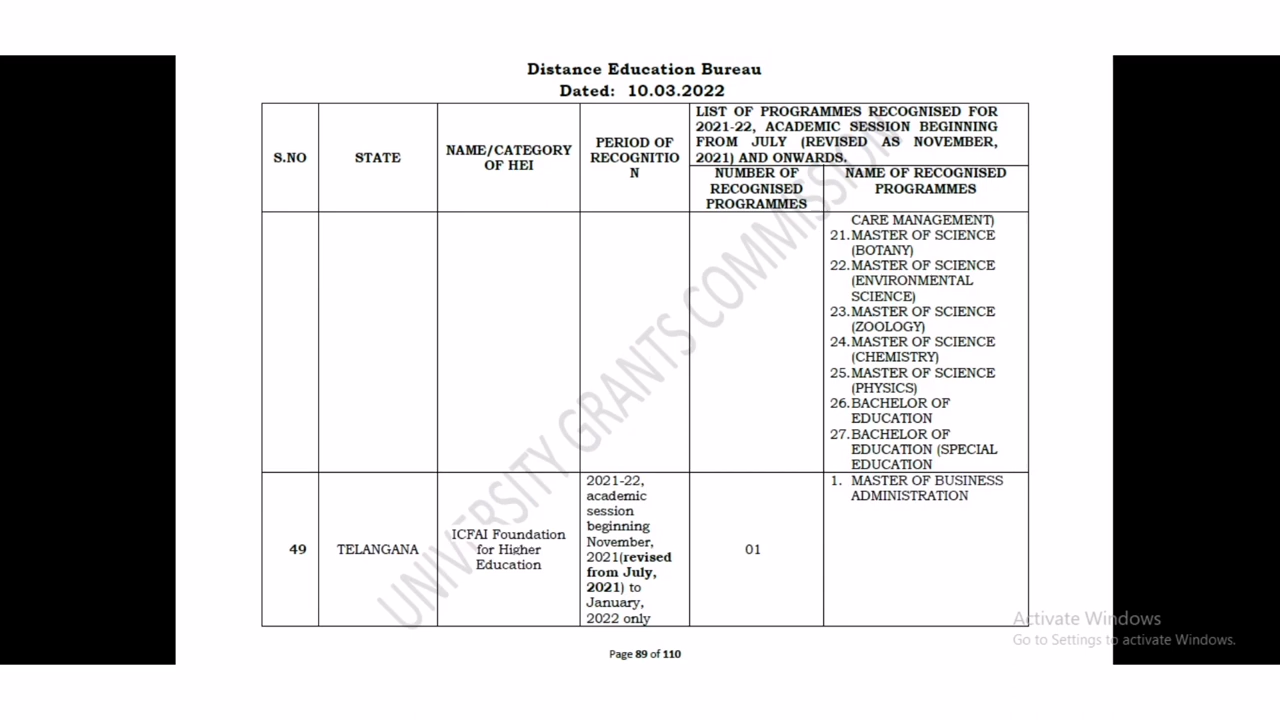 Distance Education Bureau
Dated: 10.03.2022
S.NO
STATE
NAME/CATEGORY
OF HEI
PERIOD OF
RECOGNITIO
N
LIST OF PROGRAMMES RECOGNISED FOR
2021-22, ACADEMIC SESSION BEGINNING
FROM JULY (REVISED AS NOVEMBER,
2021) AND ONWARDS.
NUMBER OF
RECOGNISED
PROGRAMMES
NAME OF RECOGNISED
PROGRAMMES
CARE MANAGEMENT)
21.MASTER OF SCIENCE
(BOTANY)
22.MASTER OF SCIENCE
(ENVIRONMENTAL
SCIENCE)
23.MASTER OF SCIENCE
(ZOOLOGY)
24.MASTER OF SCIENCE
(CHEMISTRY)
25.MASTER OF SCIENCE
(PHYSICS)
26.BACHELOR OF
EDUCATION
27.BACHELOR OF
EDUCATION (SPECIAL
EDUCATION
49
TELANGANA
ICFAI Foundation
for Higher
Education
2021-22,
academic
session
beginning
November,
2021(revised
from July,
2021) to
January,
2022 only
01
1. MASTER OF BUSINESS
ADMINISTRATION
UNIVERSITY GRANTS COMMISSION
Page 89 of 110
Activate Windows
Go to Settings to activate Windows.